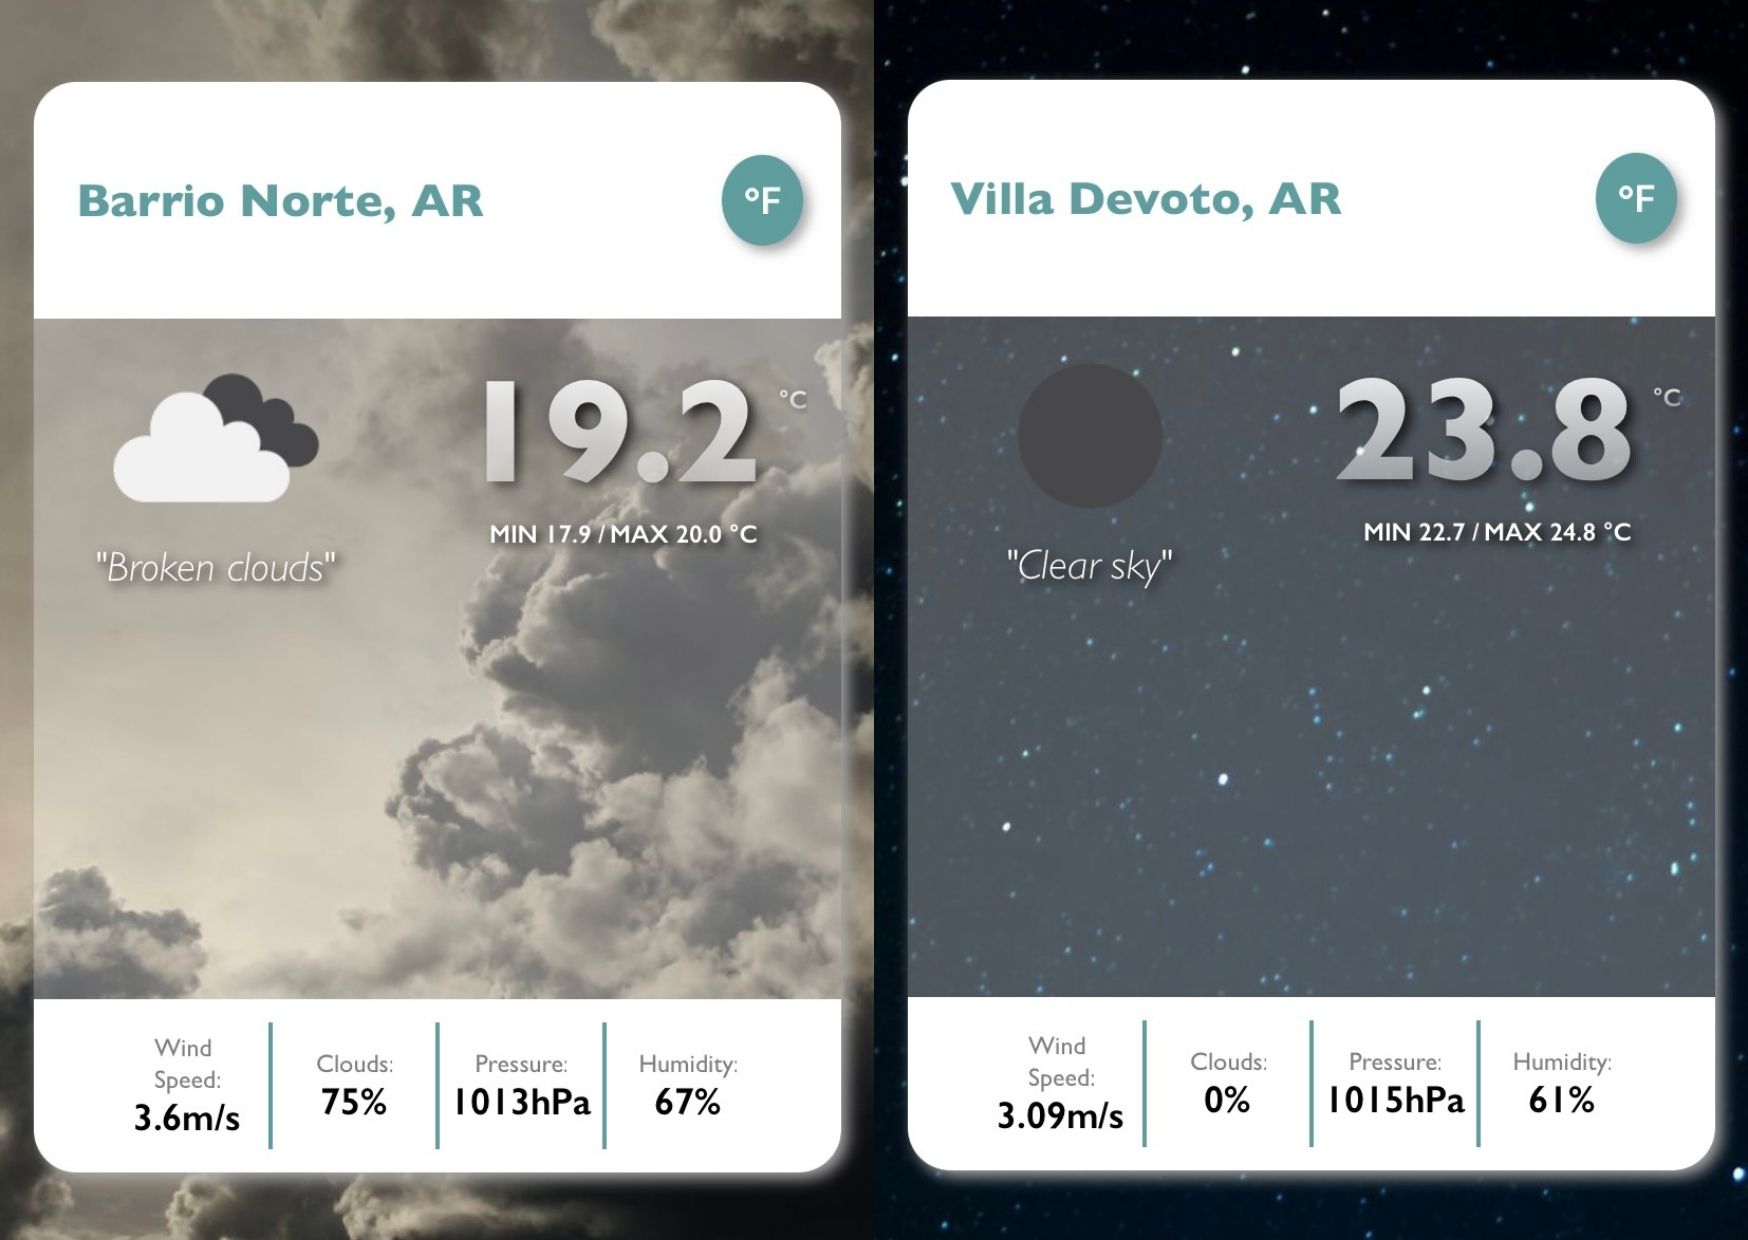 Barrio Norte, AR
°F
19.2 °C
MIN 17.9 / MAX 20.0 °C
"Broken clouds"
Wind
Speed:
3.6m/s
Clouds:
75%
Pressure:
1013hPa
Humidity:
67%
Villa Devoto, AR
°F
23.8 °C
MIN 22.7 / MAX 24.8 °C
"Clear sky"
Wind
Speed:
3.09m/s
Clouds:
0%
Pressure:
1015hPa
Humidity:
61%